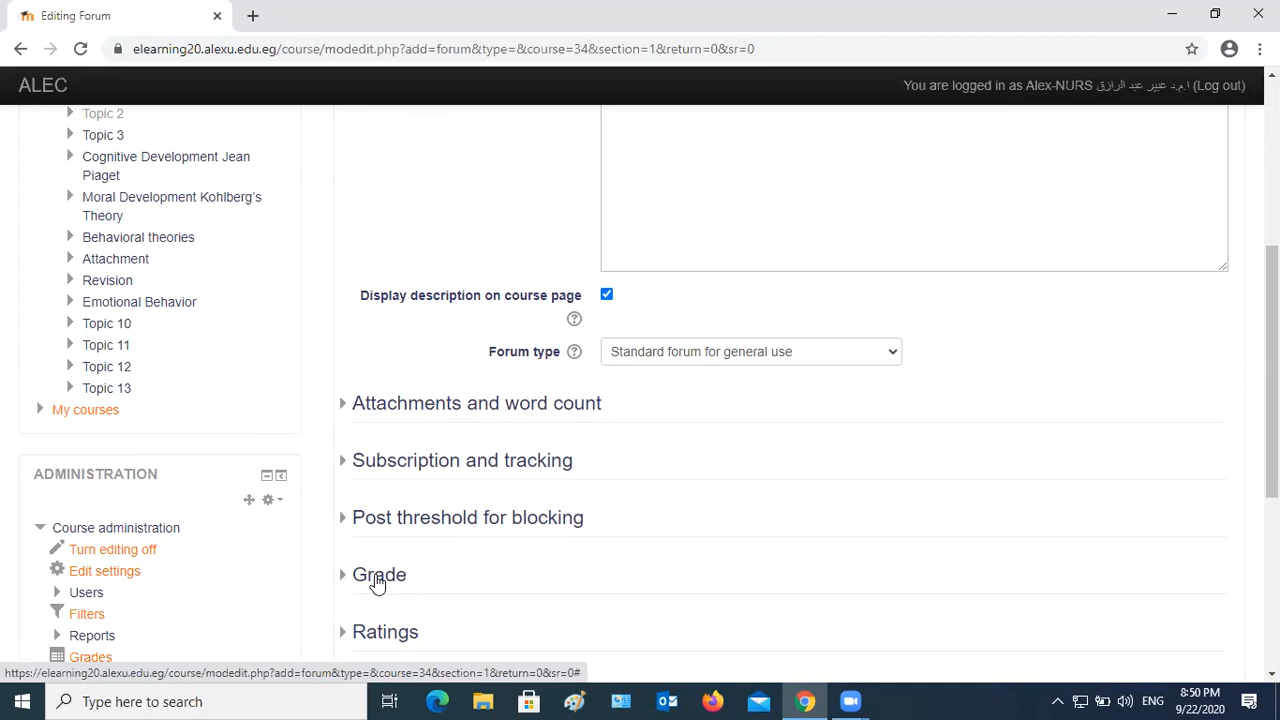 Editing Forum
elearning20.alexu.edu.eg/course/modedit.php?add=forum&type=&course=34&section=1&return=0&sr=0
ALEC
You are logged in as Alex-NURS ا.م.د عبير عبد الرازق (Log out)
Topic 2
Topic 3
Cognitive Development Jean
Piaget
Moral Development Kohlberg's
Theory
Behavioral theories
Attachment
Revision
Emotional Behavior
Topic 10
Topic 11
Topic 12
Topic 13
My courses
ADMINISTRATION
Course administration
Turn editing off
Edit settings
Users
Filters
Reports
Grades
Display description on course page
Forum type
Standard forum for general use
Attachments and word count
Subscription and tracking
Post threshold for blocking
Grade
Ratings
https://elearning20.alexu.edu.eg/course/modedit.php?add=forum&type=&course=34&section=1&return=0&sr=0#
Type here to search
ENG
8:50 PM
9/22/2020